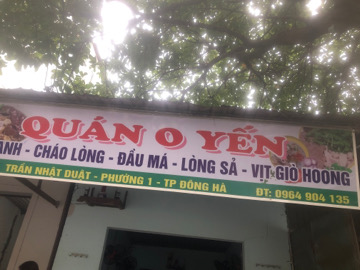 QUÁN O YẾN
ANH - CHÁO LÒNG - ĐẦU MÁ - LÒNG SẢ - VỊT GIÒ HOONG
TRẦN NHẬT DUẬT - PHƯỜNG 1 - TP ĐÔNG HÀ ĐT: 0964 904 135